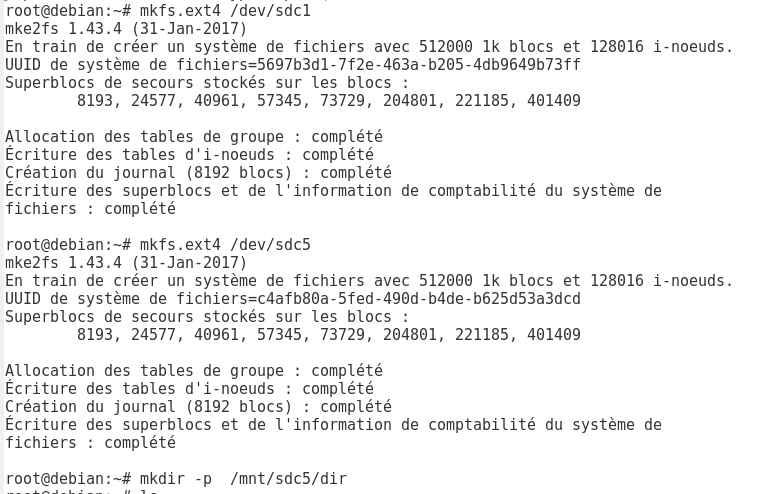 root@debian:~# mkfs.ext4 /dev/sdc1
mke2fs 1.43.4 (31-Jan-2017)
En train de créer un système de fichiers avec 512000 1k blocs et 128016 i-noeuds.
UUID de système de fichiers=5697b3d1-7f2e-463a-b205-4db9649b73ff
Superblocs de secours stockés sur les blocs :
8193, 24577, 40961, 57345, 73729, 204801, 221185, 401409
Allocation des tables de groupe : complété
Écriture des tables d'i-noeuds : complété
Création du journal (8192 blocs) : complété
Écriture des superblocs et de l'information de comptabilité du système de
fichiers : complété
root@debian:~# mkfs.ext4 /dev/sdc5
mke2fs 1.43.4 (31-Jan-2017)
En train de créer un système de fichiers avec 512000 1k blocs et 128016 i-noeuds.
UUID de système de fichiers=c4afb80a-5fed-490d-b4de-b625d53a3dcd
Superblocs de secours stockés sur les blocs :
8193, 24577, 40961, 57345, 73729, 204801, 221185, 401409
Allocation des tables de groupe : complété
Écriture des tables d'i-noeuds : complété
Création du journal (8192 blocs) : complété
Écriture des superblocs et de l'information de comptabilité du système de
fichiers : complété
root@debian:~# mkdir -p  /mnt/sdc5/dir